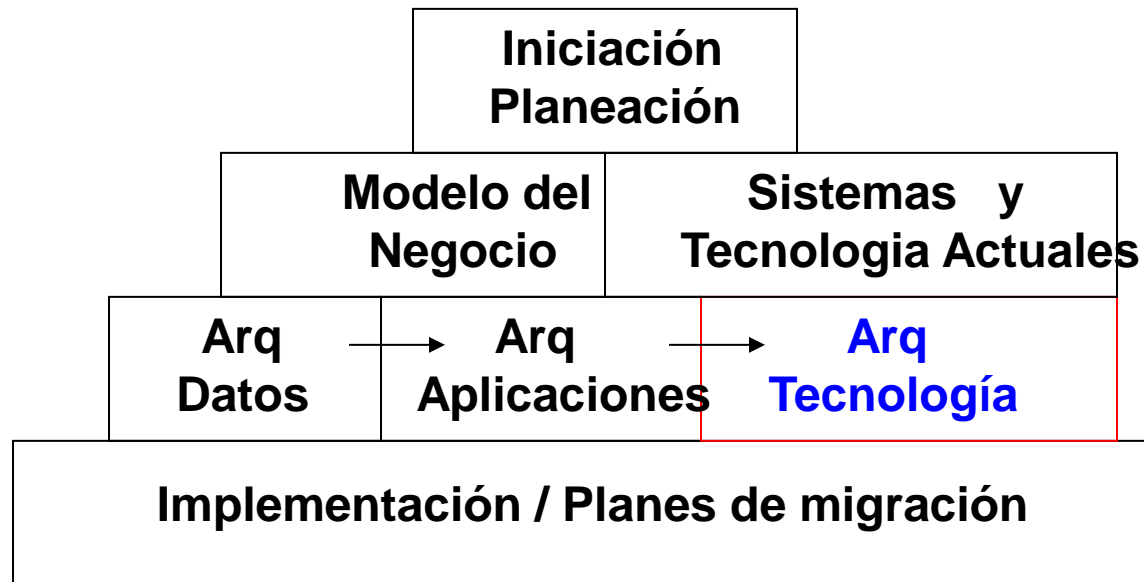 Iniciación
Planeación
Modelo del
Negocio
Sistemas y
Tecnologia Actuales
Arq
Datos
Arq
Aplicaciones
Arq
Tecnología
Implementación / Planes de migración